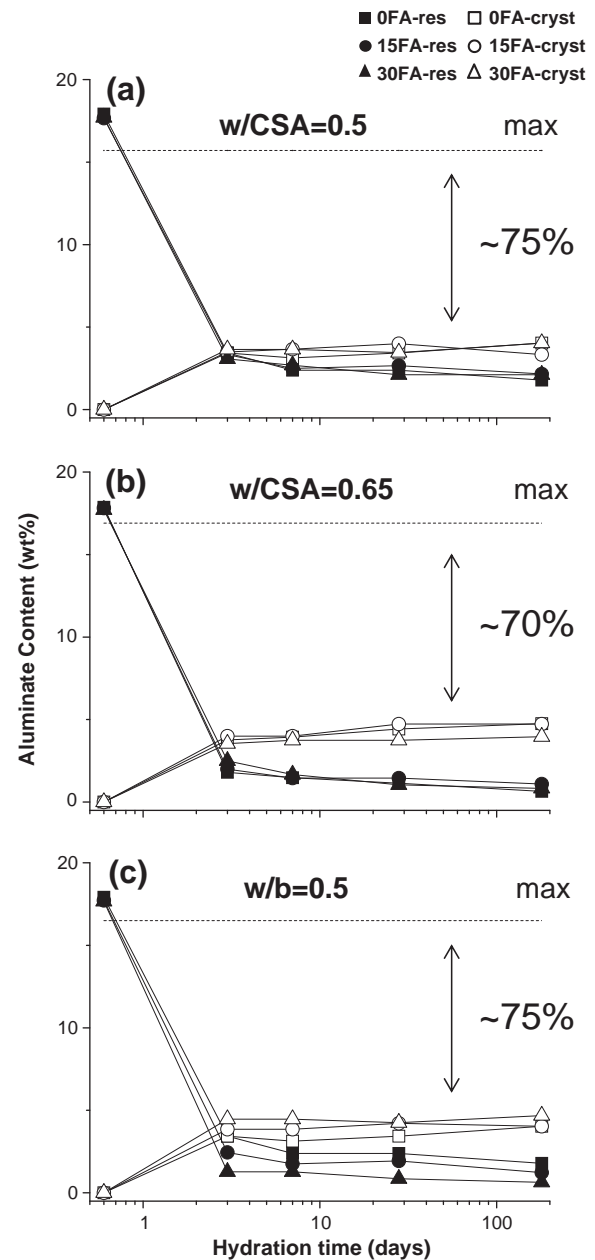 0FA-res 0FA-cryst
15FA-res 15FA-cryst
30FA-res 30FA-cryst
(a)
w/CSA=0.5 max
~75%
20
10
0
(b)
w/CSA=0.65 max
~70%
20
10
0
Aluminate Content (wt%)
(c)
w/b=0.5 max
~75%
20
10
0
1 10 100
Hydration time (days)